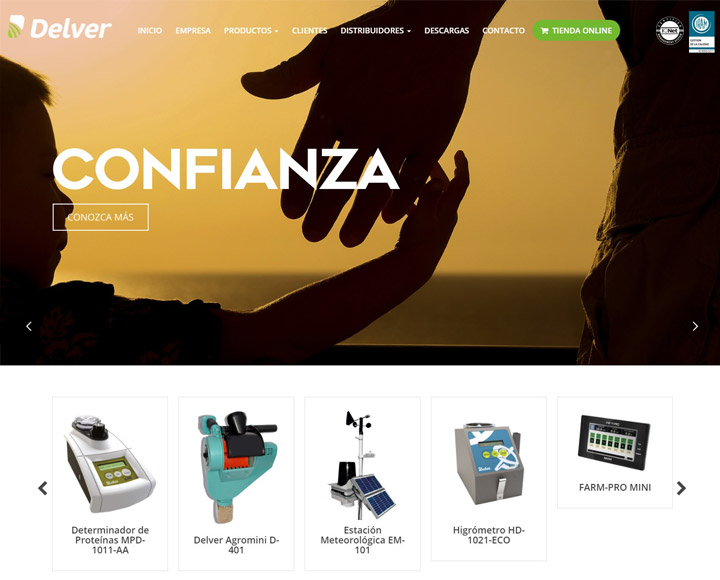 Delver
INICIO
EMPRESA
PRODUCTOS
CLIENTES
DISTRIBUIDORES
DESCARGAS
CONTACTO
TIENDA ONLINE
CONFIANZA
CONOZCA MÁS
Determinador de
Proteínas MPD-
1011-AA
Delver Agromini D-
401
Estación
Meteorológica EM-
101
Higrómetro HD-
1021-ECO
FARM-PRO MINI